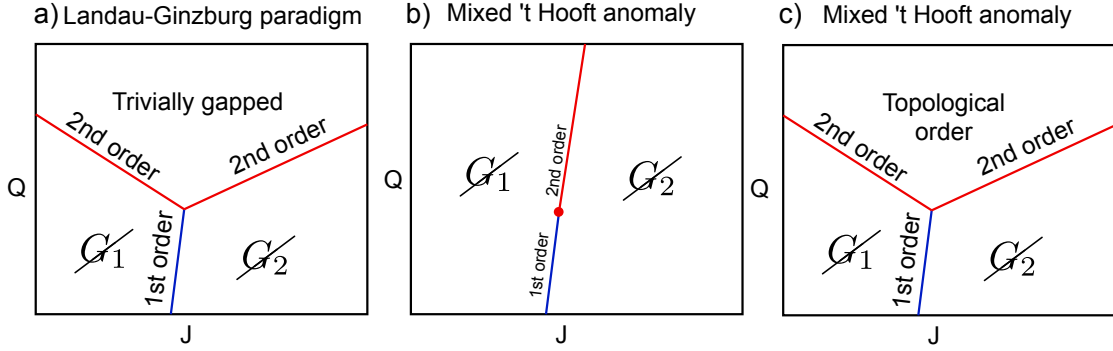 a) Landau-Ginzburg paradigm
Trivially gapped
2nd order
2nd order
Q
G1
1st order
G2
J
b) Mixed 't Hooft anomaly
2nd order
Q
G1
G2
1st order
J
c) Mixed 't Hooft anomaly
Topological
order
2nd order
2nd order
Q
G1
1st order
G2
J